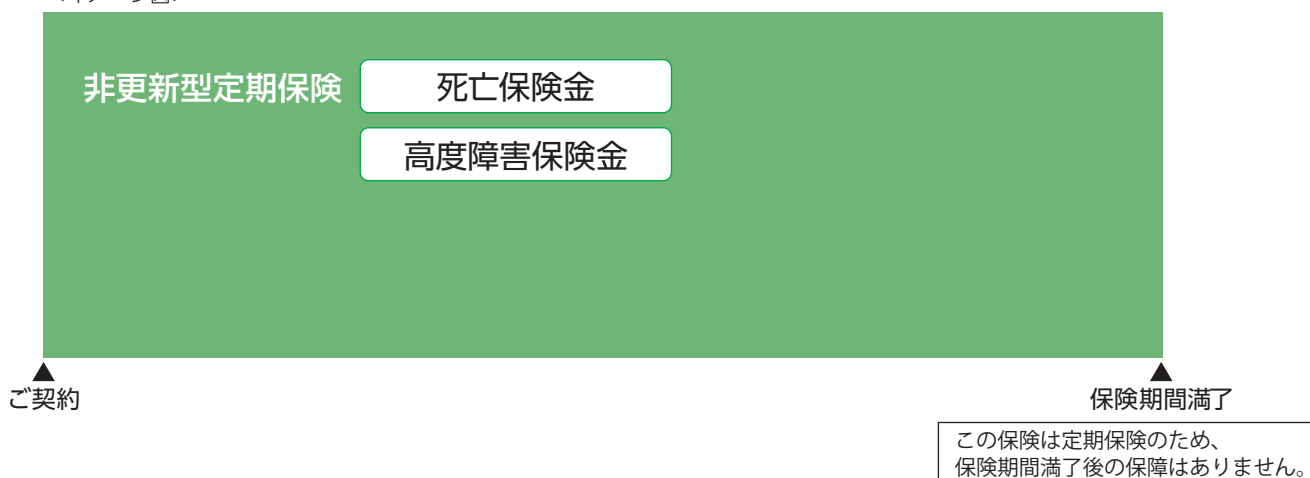 非更新型定期保険
死亡保険金
高度障害保険金
ご契約
保険期間満了
この保険は定期保険のため、
保険期間満了後の保障はありません。